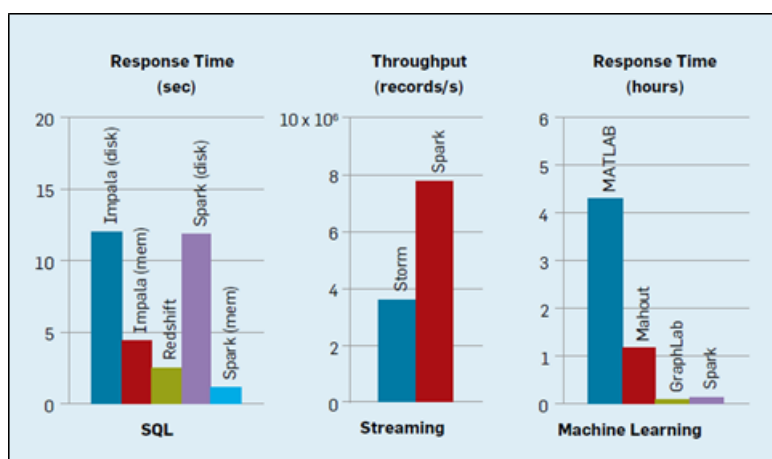 Response Time
(sec)
20
15
10
5
0
Impala (disk)
Impala (mem)
Redshift
Spark (disk)
Spark (mem)
SQL
Throughput
(records/s)
10 x 10⁶
8
6
4
2
0
Storm
Spark
Streaming
Response Time
(hours)
6
5
4
3
2
1
0
MATLAB
Mahout
GraphLab
Spark
Machine Learning